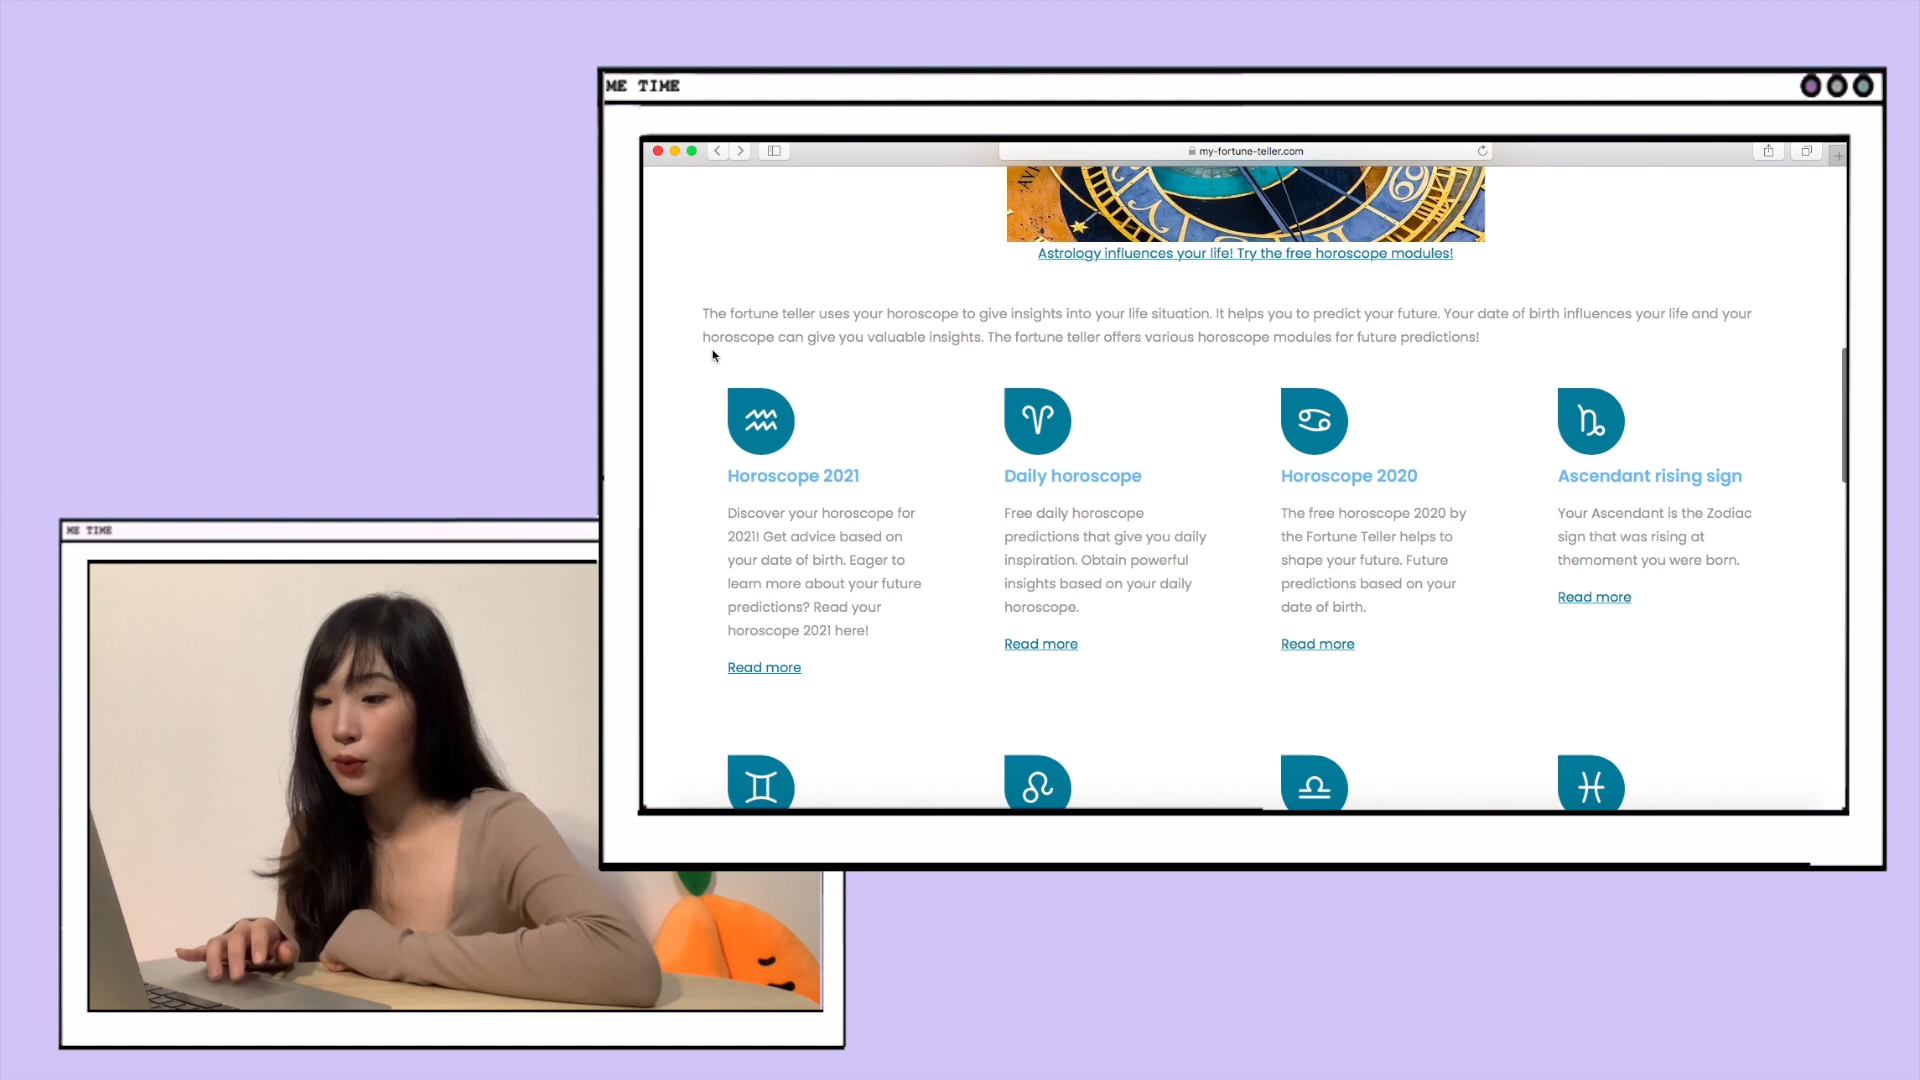 ME TIME
my-fortune-teller.com
Astrology influences your life! Try the free horoscope modules!
The fortune teller uses your horoscope to give insights into your life situation. It helps you to predict your future. Your date of birth influences your life and your
horoscope can give you valuable insights. The fortune teller offers various horoscope modules for future predictions!
Horoscope 2021
Discover your horoscope for
2021! Get advice based on
your date of birth. Eager to
learn more about your future
predictions? Read your
horoscope 2021 here!
Read more
Daily horoscope
Free daily horoscope
predictions that give you daily
inspiration. Obtain powerful
insights based on your daily
horoscope.
Read more
Horoscope 2020
The free horoscope 2020 by
the Fortune Teller helps to
shape your future. Future
predictions based on your
date of birth.
Read more
Ascendant rising sign
Your Ascendant is the Zodiac
sign that was rising at
themoment you were born.
Read more
ME TIME